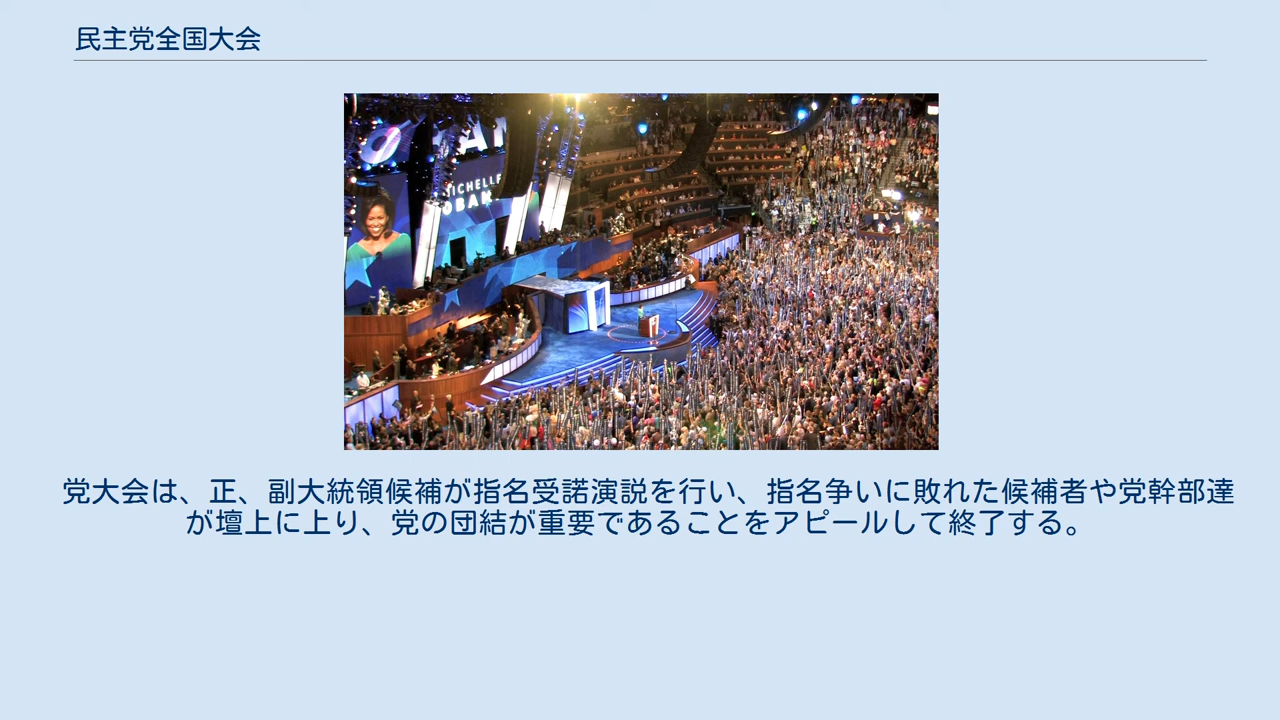 民主党全国大会
MICHELLE
OBAMA
党大会は、正、副大統領候補が指名受諾演説を行い、指名争いに敗れた候補者や党幹部達
が壇上に上り、党の団結が重要であることをアピールして終了する。